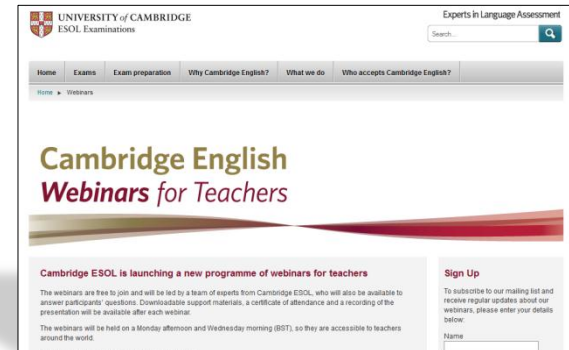 UNIVERSITY of CAMBRIDGE
ESOL Examinations
Experts in Language Assessment
Search...
Home Exams Exam preparation Why Cambridge English? What we do Who accepts Cambridge English?
Home ▸ Webinars
Cambridge English
Webinars for Teachers
Cambridge ESOL is launching a new programme of webinars for teachers
The webinars are free to join and will be led by a team of experts from Cambridge ESOL, who will also be available to
answer participants' questions. Downloadable support materials, a certificate of attendance and a recording of the
presentation will be available after each webinar.
The webinars will be held on a Monday afternoon and Wednesday morning (BST), so they are accessible to teachers
around the world.
Sign Up
To subscribe to our mailing list and
receive regular updates about our
webinars, please enter your details
below:
Name